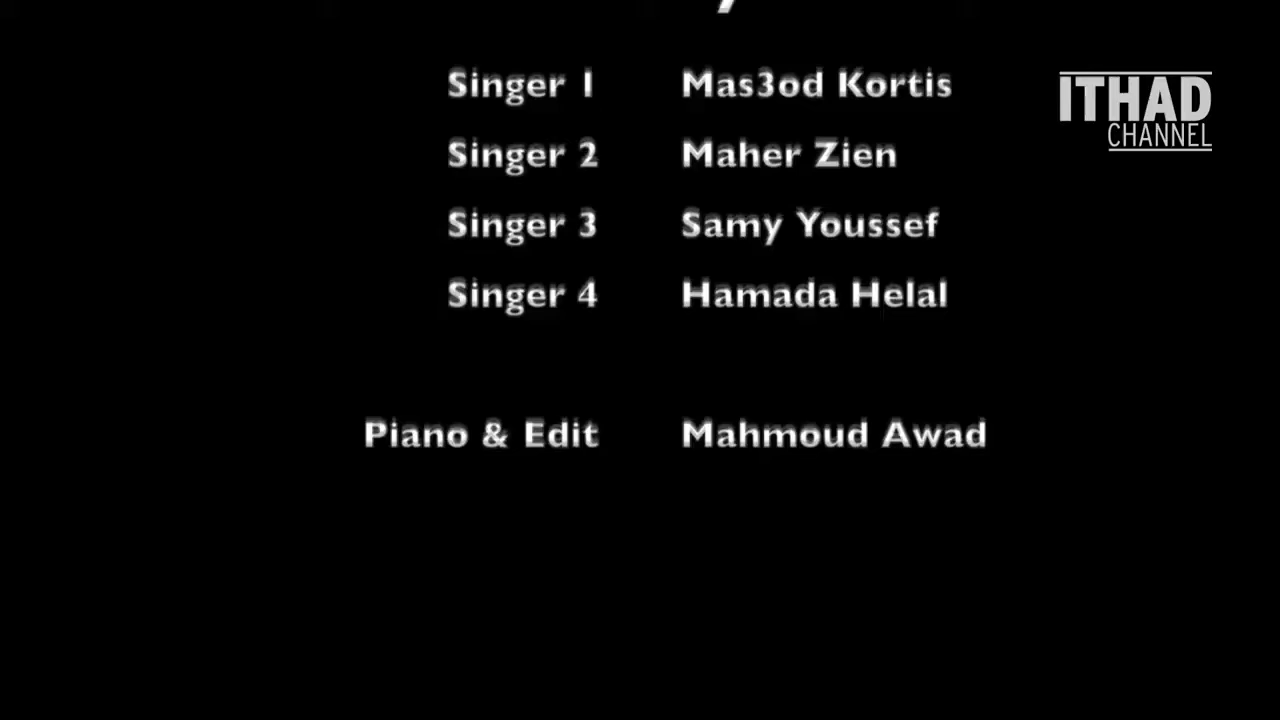 Singer 1 Mas3od Kortis
Singer 2 Maher Zien
Singer 3 Samy Youssef
Singer 4 Hamada Helal
Piano & Edit Mahmoud Awad
ITHAD
CHANNEL